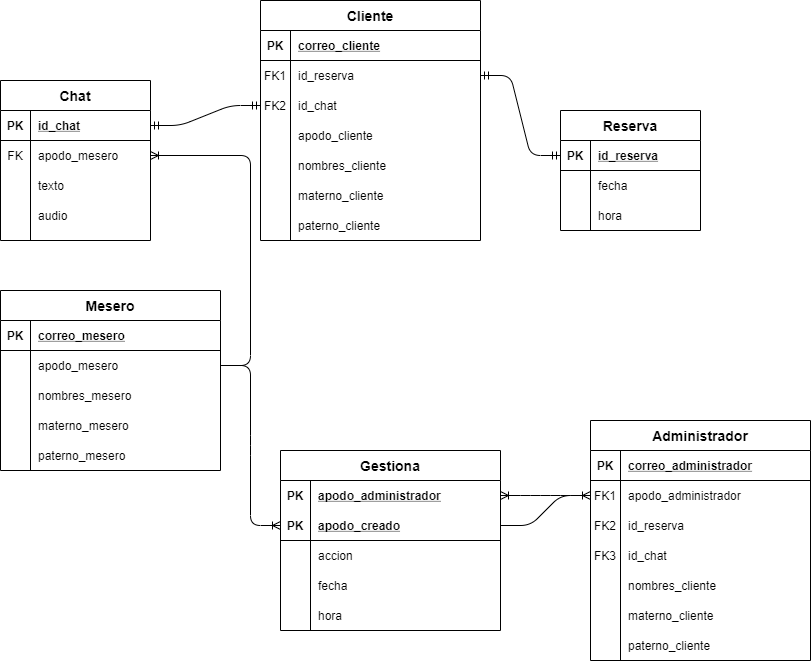 Cliente
PK correo_cliente
FK1 id_reserva
FK2 id_chat
apodo_cliente
nombres_cliente
materno_cliente
paterno_cliente
Chat
PK id_chat
FK apodo_mesero
texto
audio
Reserva
PK id_reserva
fecha
hora
Mesero
PK correo_mesero
apodo_mesero
nombres_mesero
materno_mesero
paterno_mesero
Gestiona
PK apodo_administrador
PK apodo_creado
accion
fecha
hora
Administrador
PK correo_administrador
FK1 apodo_administrador
FK2 id_reserva
FK3 id_chat
nombres_cliente
materno_cliente
paterno_cliente